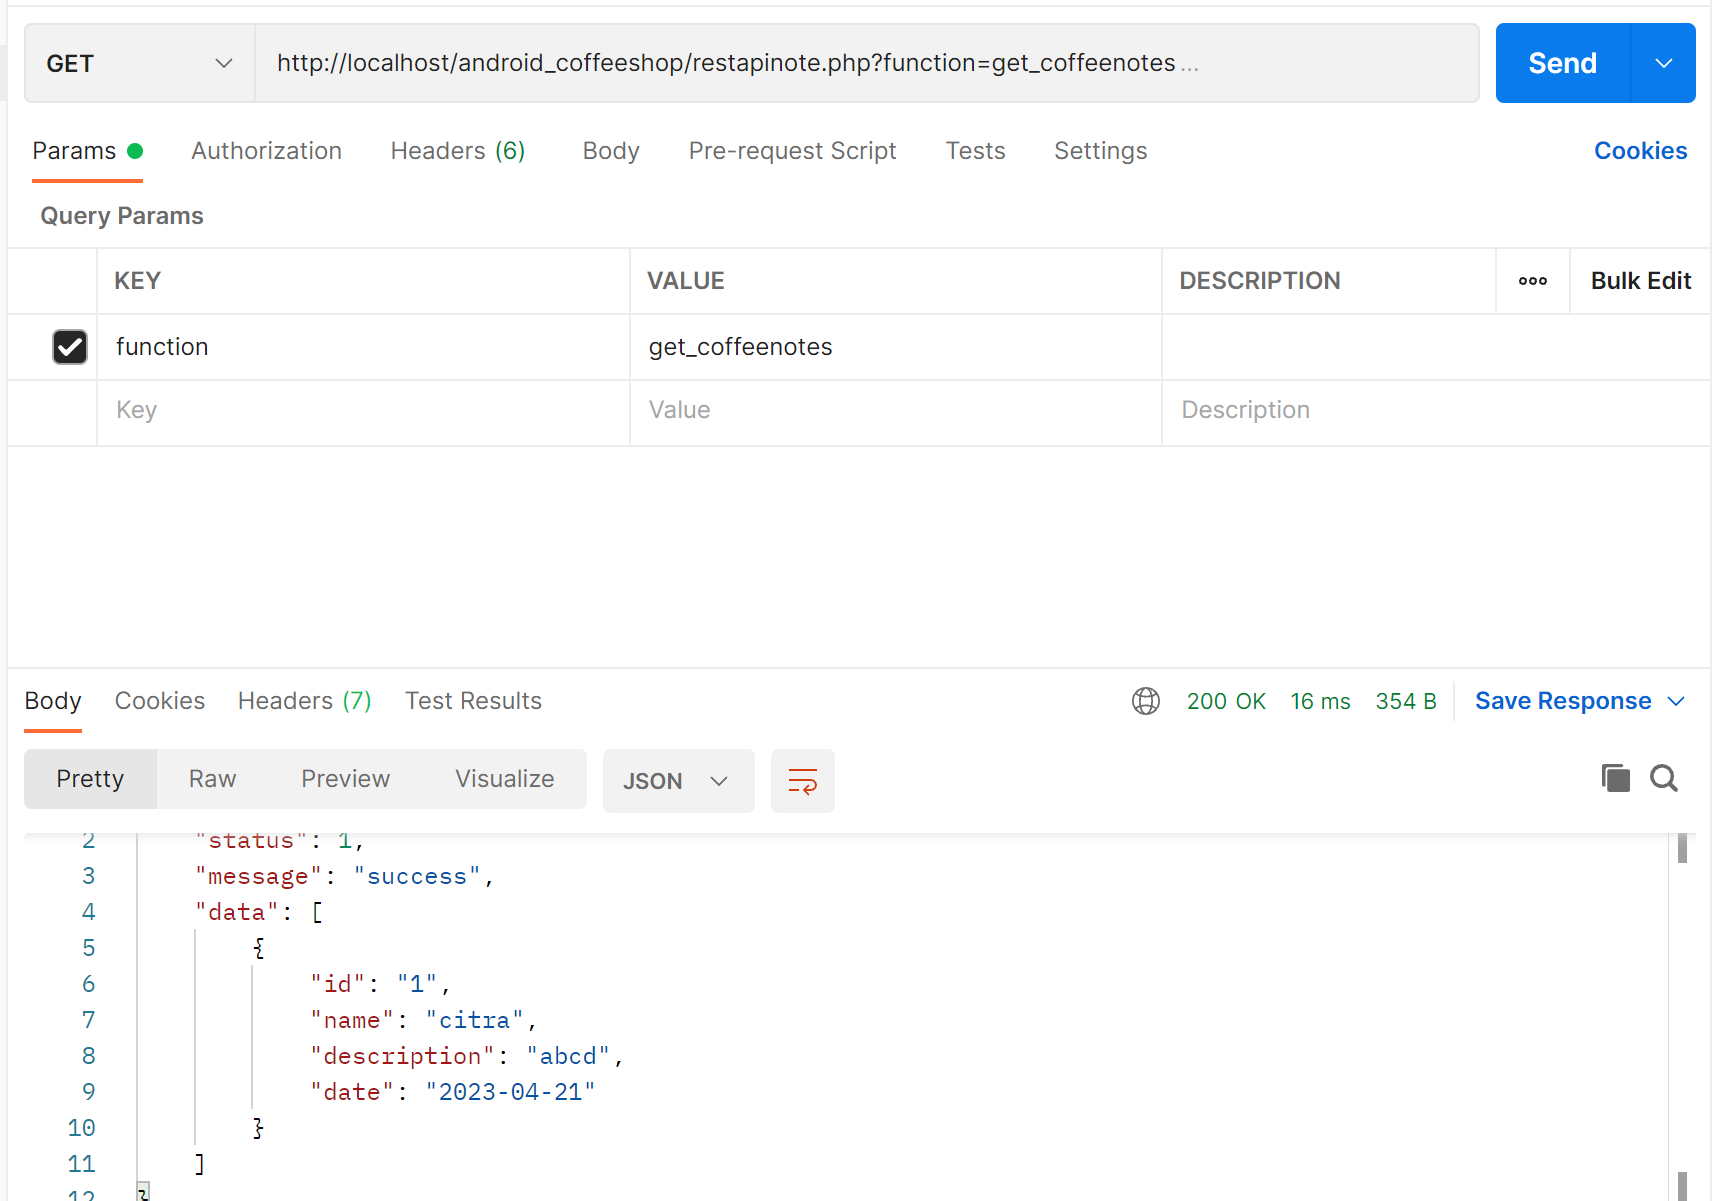 GET http://localhost/android_coffeeshop/restapinote.php?function=get_coffeenotes ... Send
Params Authorization Headers (6) Body Pre-request Script Tests Settings Cookies
Query Params
KEY VALUE DESCRIPTION ooo Bulk Edit
function get_coffeenotes
Key Value Description
Body Cookies Headers (7) Test Results 200 OK 16 ms 354 B Save Response
Pretty Raw Preview Visualize JSON
2 "status": 1,
3 "message": "success",
4 "data": [
5 {
6 "id": "1",
7 "name": "citra",
8 "description": "abcd",
9 "date": "2023-04-21"
10 }
11 ]
12 }